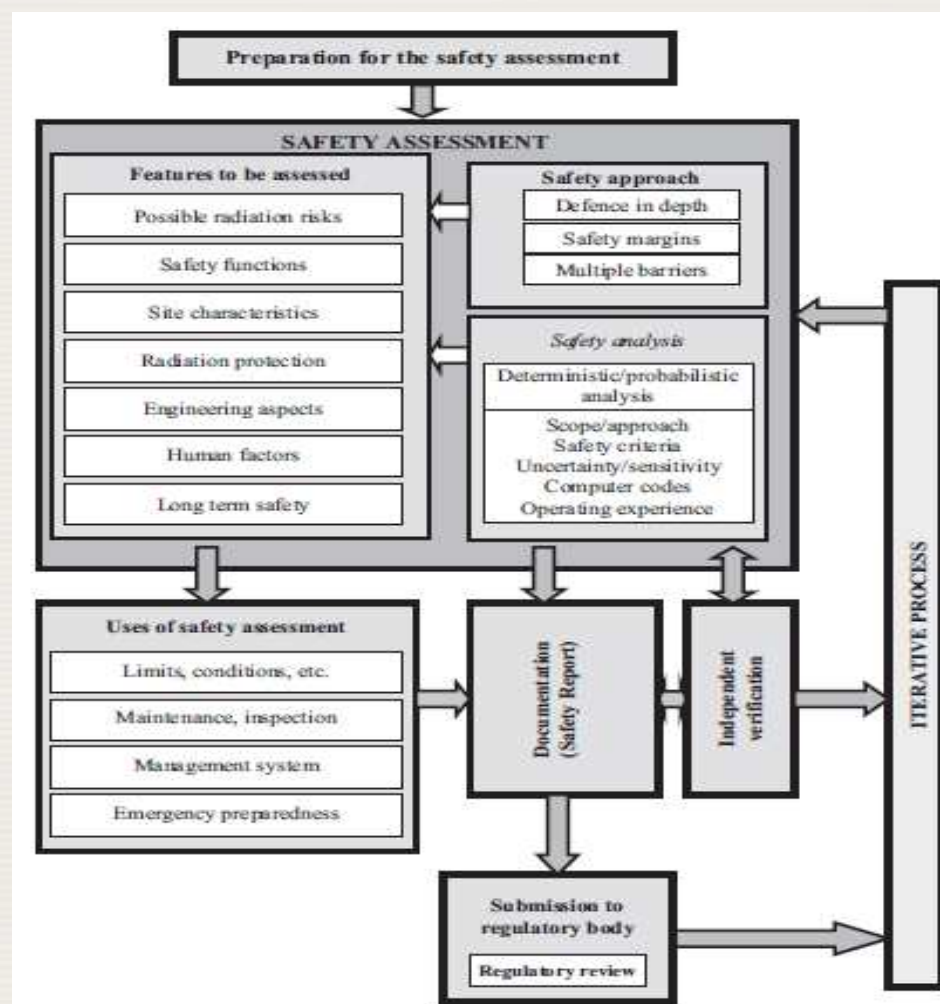 Preparation for the safety assessment
SAFETY ASSESSMENT
Features to be assessed
Possible radiation risks
Safety functions
Site characteristics
Radiation protection
Engineering aspects
Human factors
Long term safety
Safety approach
Defence in depth
Safety margins
Multiple barriers
Safety analysis
Deterministic/probabilistic
analysis
Scope/approach
Safety criteria
Uncertainty/sensitivity
Computer codes
Operating experience
Uses of safety assessment
Limits, conditions, etc.
Maintenance, inspection
Management system
Emergency preparedness
Documentation
(Safety Report)
Independent
verification
Submission to
regulatory body
Regulatory review
ITERATIVE PROCESS